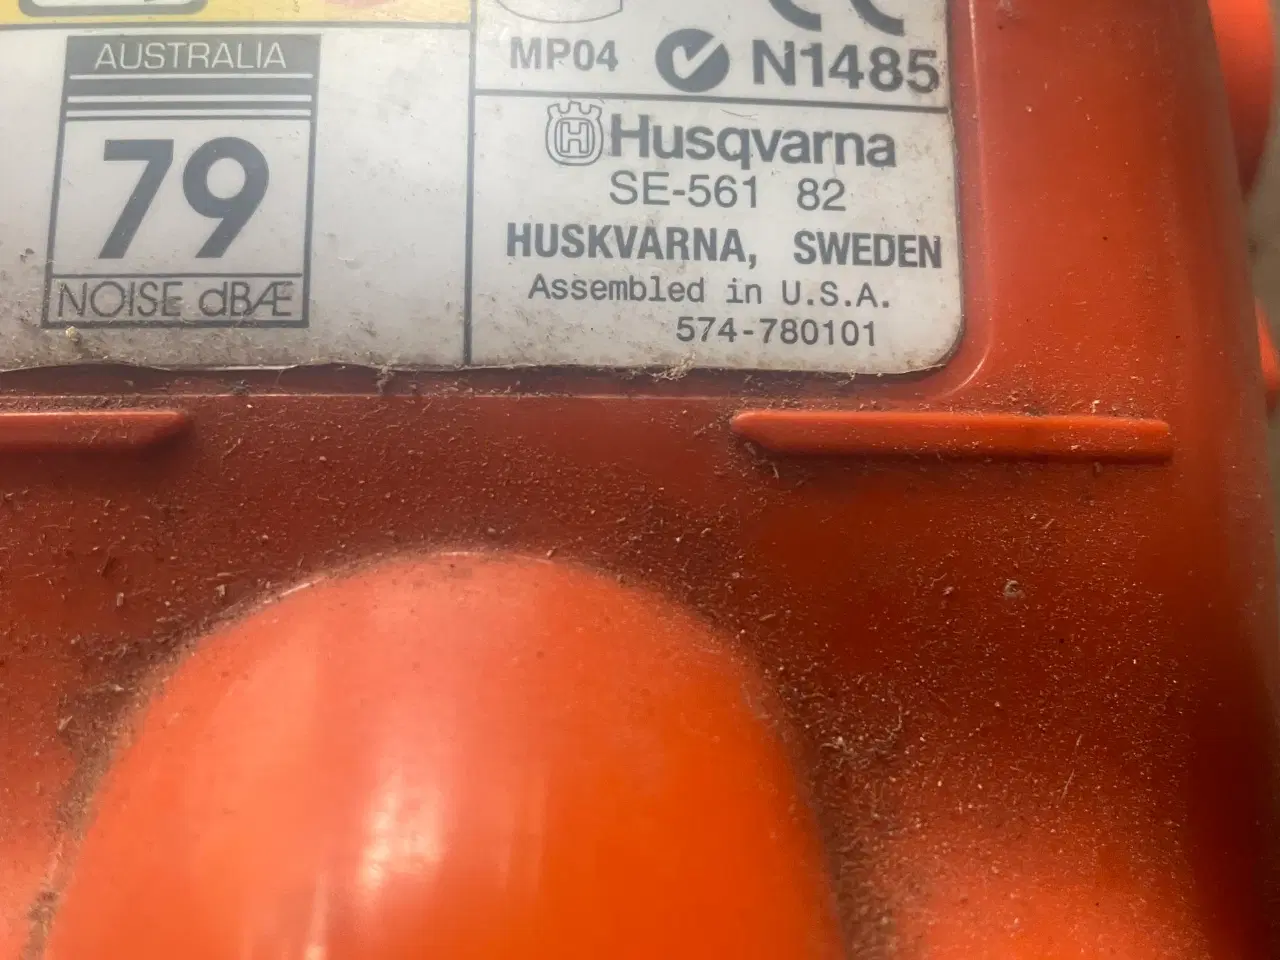 AUSTRALIA
79
NOISE dBÆ
MP04 N1485
Husqvarna
SE-561 82
HUSKVARNA, SWEDEN
Assembled in U.S.A.
574-780101